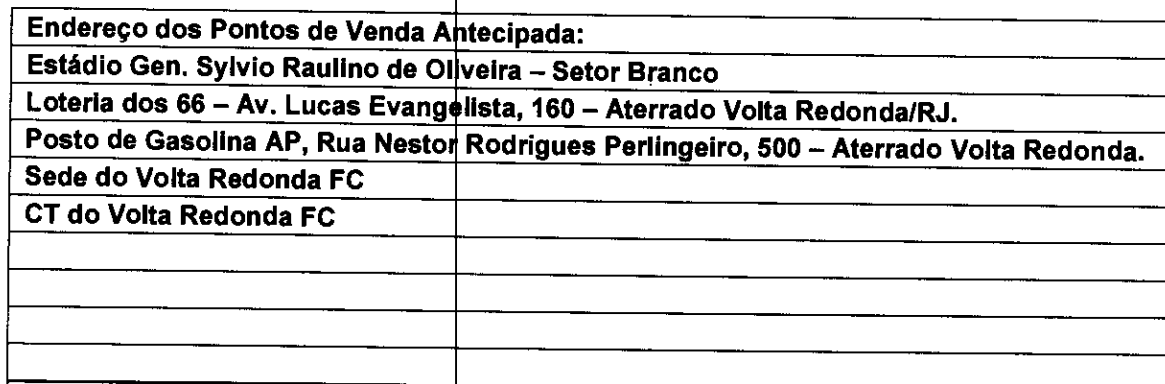 Endereço dos Pontos de Venda Antecipada:
Estádio Gen. Sylvio Raulino de Oliveira – Setor Branco
Loteria dos 66 – Av. Lucas Evangelista, 160 – Aterrado Volta Redonda/RJ.
Posto de Gasolina AP, Rua Nestor Rodrigues Perlingeiro, 500 – Aterrado Volta Redonda.
Sede do Volta Redonda FC
CT do Volta Redonda FC